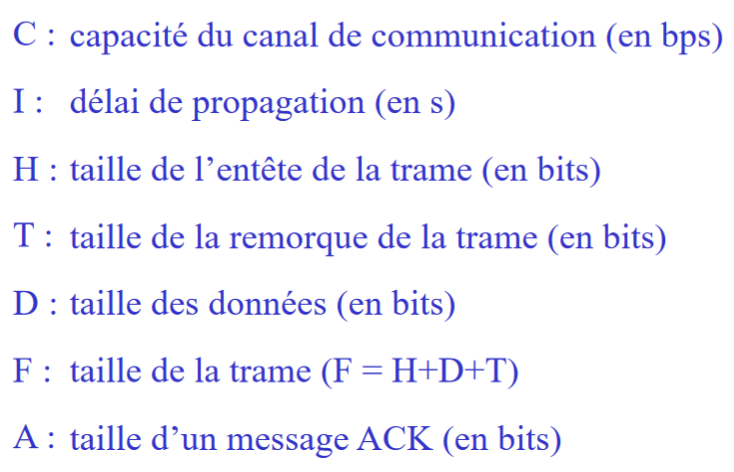 C : capacité du canal de communication (en bps)
I : délai de propagation (en s)
H : taille de l’entête de la trame (en bits)
T : taille de la remorque de la trame (en bits)
D : taille des données (en bits)
F : taille de la trame (F = H+D+T)
A : taille d’un message ACK (en bits)